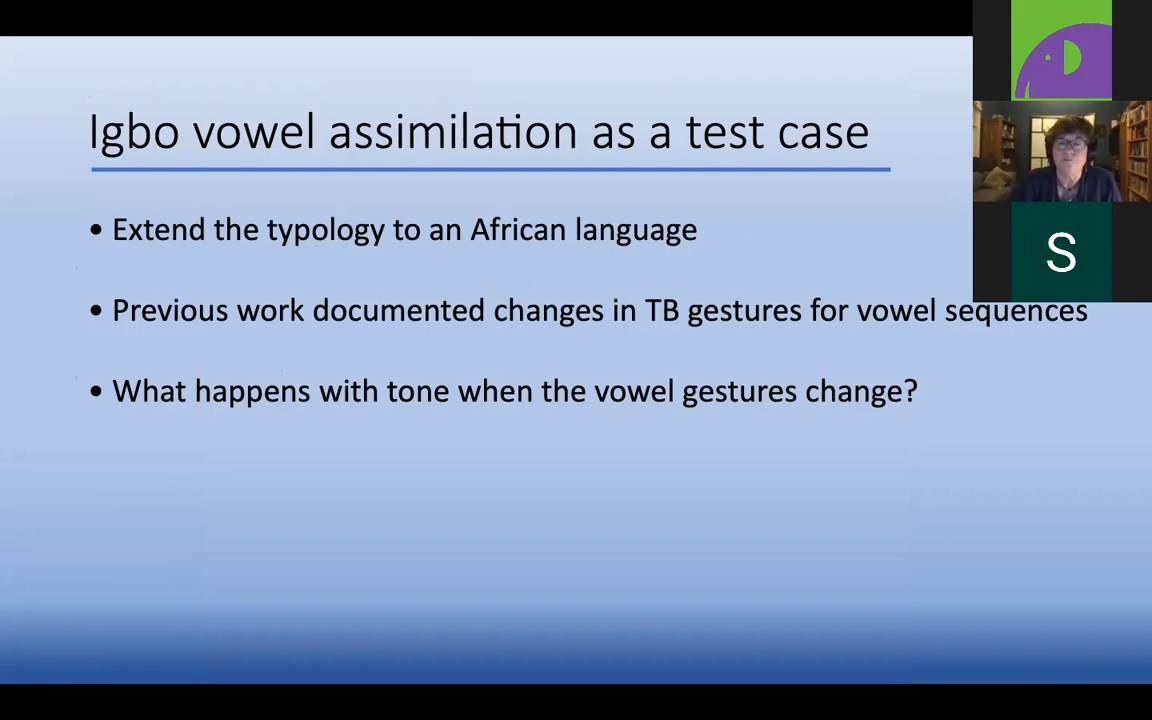 Igbo vowel assimilation as a test case
• Extend the typology to an African language
• Previous work documented changes in TB gestures for vowel sequences
• What happens with tone when the vowel gestures change?
S